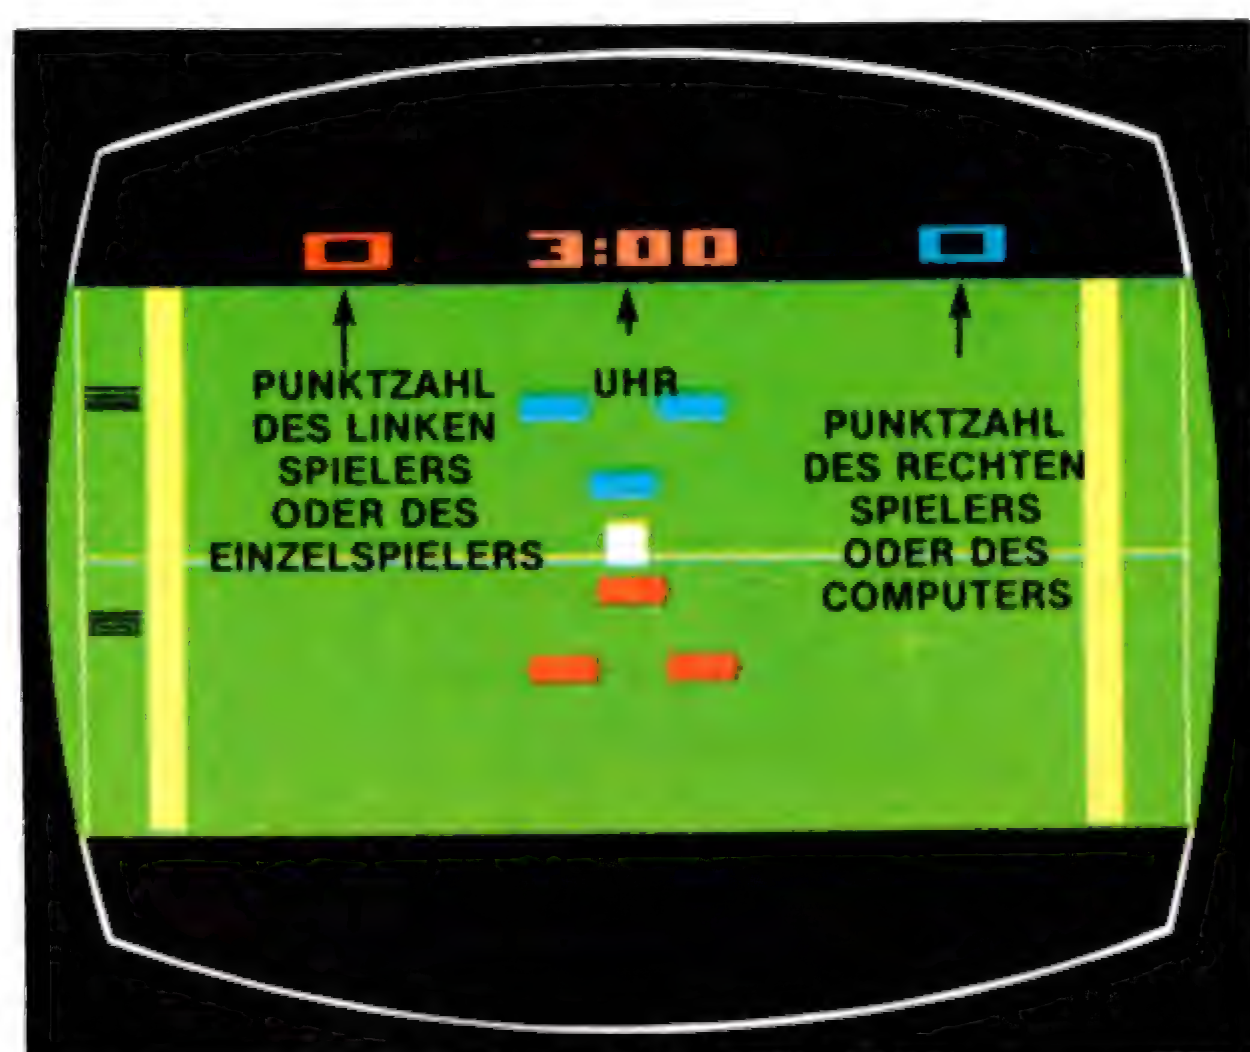 0 3:00 0
PUNKTZAHL
DES LINKEN
SPIELERS
ODER DES
EINZELSPIELERS
UHR
PUNKTZAHL
DES RECHTEN
SPIELERS
ODER DES
COMPUTERS